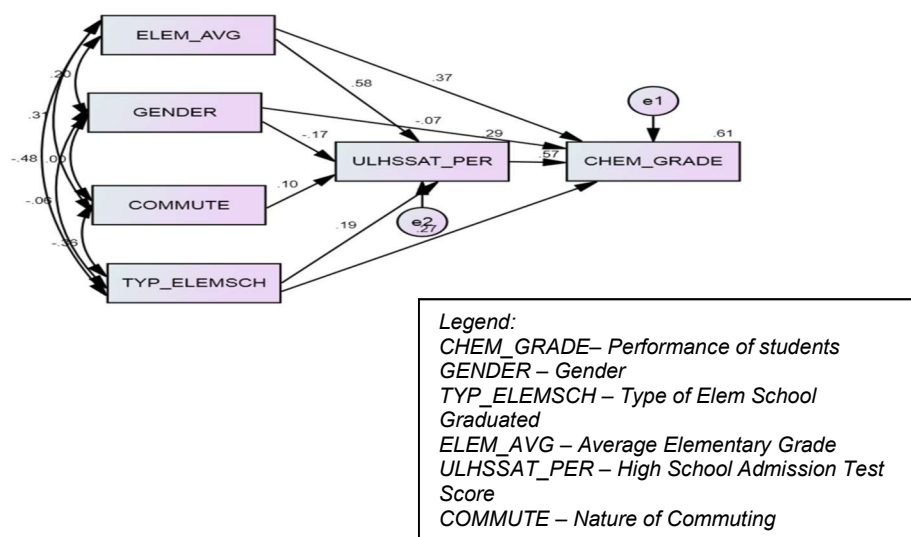 ELEM_AVG
.37
.20
.58
e1
GENDER
-.07
.61
.31
-.17
.29
ULHSSAT_PER
.57
CHEM_GRADE
-.48
.00
.10
COMMUTE
-.06
e2
.19
.27
-.36
TYP_ELEMSCH
Legend:
CHEM_GRADE– Performance of students
GENDER – Gender
TYP_ELEMSCH – Type of Elem School
Graduated
ELEM_AVG – Average Elementary Grade
ULHSSAT_PER – High School Admission Test
Score
COMMUTE – Nature of Commuting